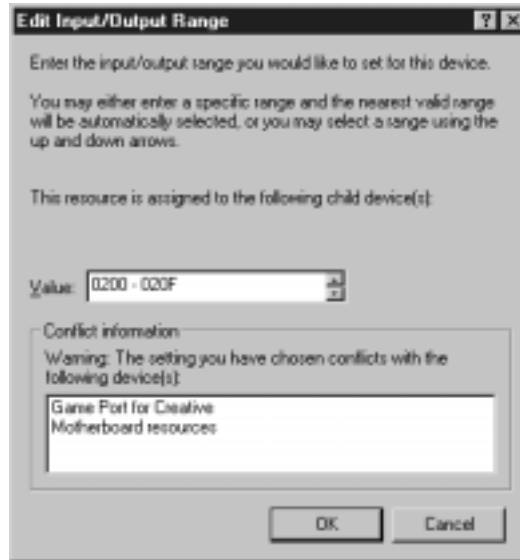 Edit Input/Output Range
Enter the input/output range you would like to set for this device.
You may either enter a specific range and the nearest valid range
will be automatically selected, or you may select a range using the
up and down arrows.
This resource is assigned to the following child device(s):
Value: 0200 - 020F
Conflict information
Warning: The setting you have chosen conflicts with the
following device(s):
Game Port for Creative
Motherboard resources
OK Cancel